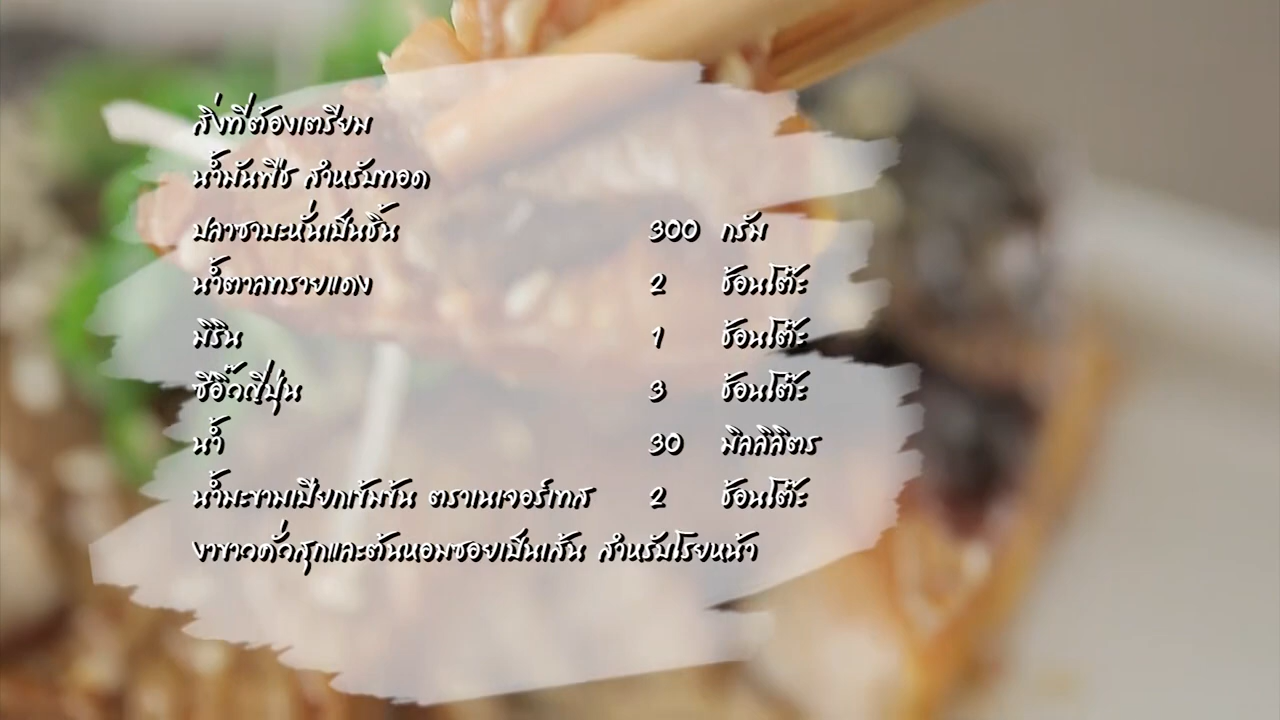 สิ่งที่ต้องเตรียม
น้ำมันพืช สำหรับทอด
ปลาซาบะหั่นเป็นชิ้น 300 กรัม
น้ำตาลทรายแดง 2 ช้อนโต๊ะ
มิริน 1 ช้อนโต๊ะ
ซีอิ๊วญี่ปุ่น 3 ช้อนโต๊ะ
น้ำ 30 มิลลิลิตร
น้ำมะขามเปียกเข้มข้น ตราเนเจอร์เทส 2 ช้อนโต๊ะ
งาขาวคั่วสุกและต้นหอมซอยเป็นเส้น สำหรับโรยหน้า